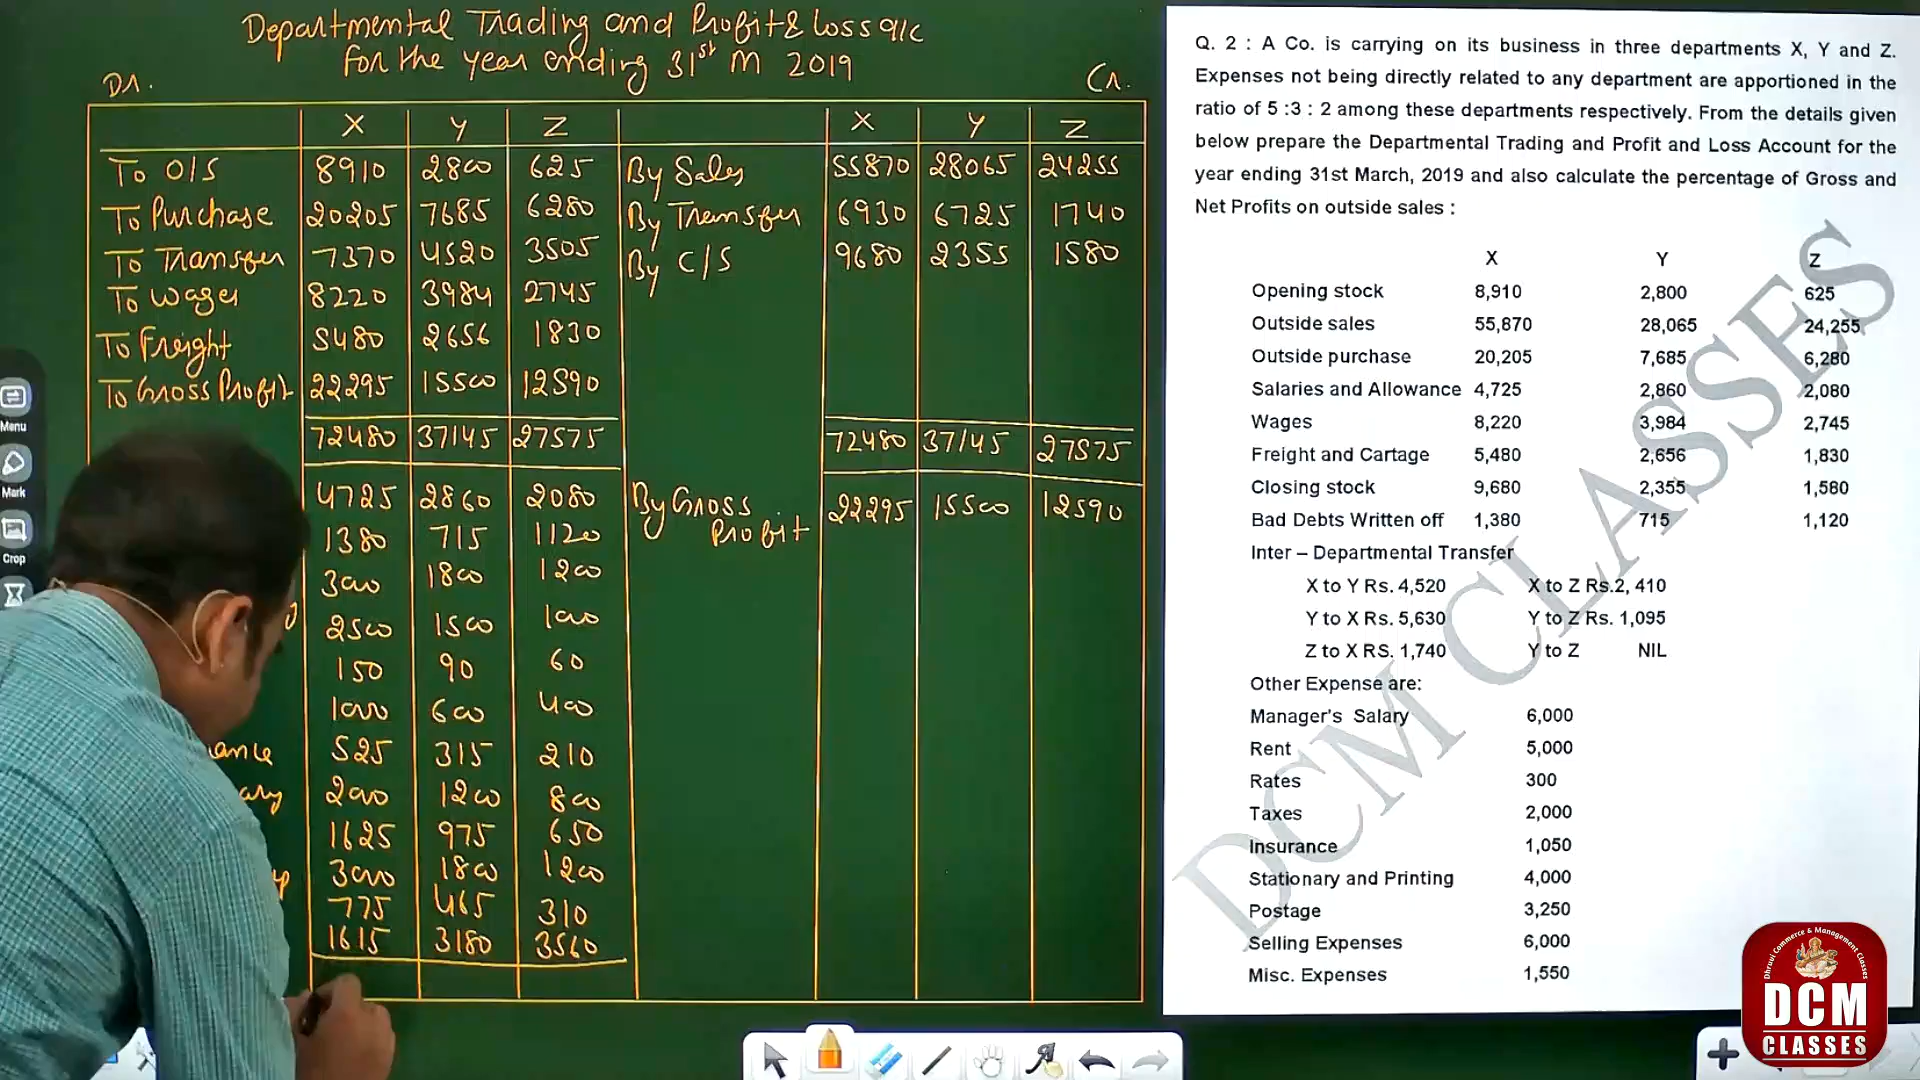 Departmental Trading and Profit & Loss a/c
for the year ending 31st M 2019
Dr.
Cr.
X Y Z X Y Z
To O/S 8910 2800 625 By Sales 55870 28065 24255
To Purchase 20205 7685 6280 By Transfer 6930 6725 1740
To Transfer 7370 4520 3505 By C/S 9680 2355 1580
To Wages 8220 3984 2745
To Freight 5480 2656 1830
To Gross Profit 22295 15500 12590
72480 37145 27575 72480 37145 27575
4725 2860 2080 By Gross Profit 22295 15500 12590
1380 715 1120
3000 1800 1200
2500 1500 1000
150 90 60
1000 600 400
ance 525 315 210
ary 2000 1200 800
1625 975 650
3000 1800 1200
775 465 310
1615 3180 3560
Q. 2 : A Co. is carrying on its business in three departments X, Y and Z.
Expenses not being directly related to any department are apportioned in the
ratio of 5 :3 : 2 among these departments respectively. From the details given
below prepare the Departmental Trading and Profit and Loss Account for the
year ending 31st March, 2019 and also calculate the percentage of Gross and
Net Profits on outside sales :
X Y Z
Opening stock 8,910 2,800 625
Outside sales 55,870 28,065 24,255
Outside purchase 20,205 7,685 6,280
Salaries and Allowance 4,725 2,860 2,080
Wages 8,220 3,984 2,745
Freight and Cartage 5,480 2,656 1,830
Closing stock 9,680 2,355 1,580
Bad Debts Written off 1,380 715 1,120
Inter – Departmental Transfer
X to Y Rs. 4,520 X to Z Rs.2, 410
Y to X Rs. 5,630 Y to Z Rs. 1,095
Z to X RS. 1,740 Y to Z NIL
Other Expense are:
Manager's Salary 6,000
Rent 5,000
Rates 300
Taxes 2,000
Insurance 1,050
Stationary and Printing 4,000
Postage 3,250
Selling Expenses 6,000
Misc. Expenses 1,550
DCM CLASSES
Dhruvi Commerce & Management Classes
DCM
CLASSES
Menu
Mark
Crop